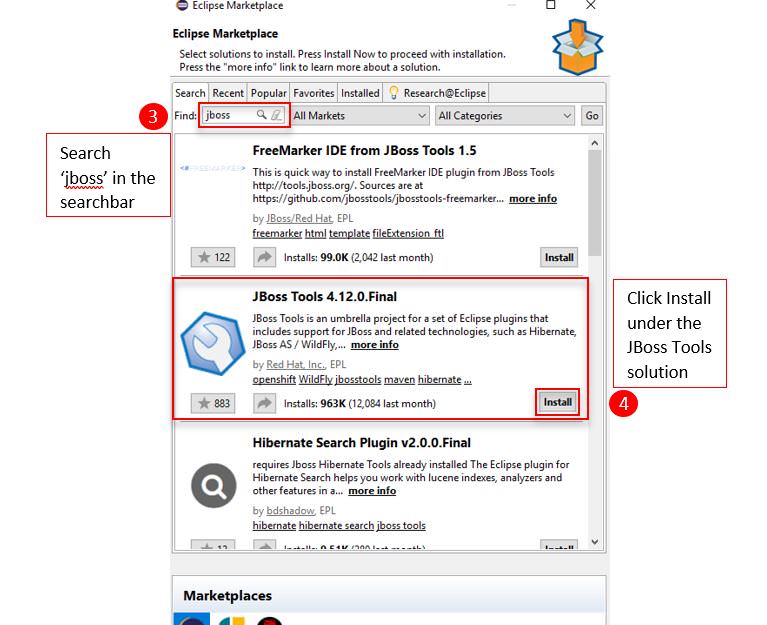 Eclipse Marketplace
Eclipse Marketplace
Select solutions to install. Press Install Now to proceed with installation.
Press the "more info" link to learn more about a solution.
Search Recent Popular Favorites Installed Research@Eclipse
3
Find: jboss All Markets All Categories Go
Search
‘jboss’ in the
searchbar
<#FREEMARKER>
FreeMarker IDE from JBoss Tools 1.5
This is quick way to install FreeMarker IDE plugin from JBoss Tools
http://tools.jboss.org/. Sources are at
https://github.com/jbosstools/jbosstools-freemarker... more info
by JBoss/Red Hat, EPL
freemarker html template fileExtension_ftl
122 Installs: 99.0K (2,042 last month) Install
JBoss Tools 4.12.0.Final
JBoss Tools is an umbrella project for a set of Eclipse plugins that
includes support for JBoss and related technologies, such as Hibernate,
JBoss AS / WildFly,... more info
by Red Hat, Inc., EPL
openshift WildFly jbosstools maven hibernate ...
883 Installs: 963K (12,084 last month) Install
Click Install
under the
JBoss Tools
solution
4
Hibernate Search Plugin v2.0.0.Final
requires Jboss Hibernate Tools already installed The Eclipse plugin for
Hibernate Search helps you work with lucene indexes, analyzers and
other features in a... more info
by bdshadow, EPL
hibernate hibernate search jboss tools
Installs: 9.51K last month) Install
Marketplaces